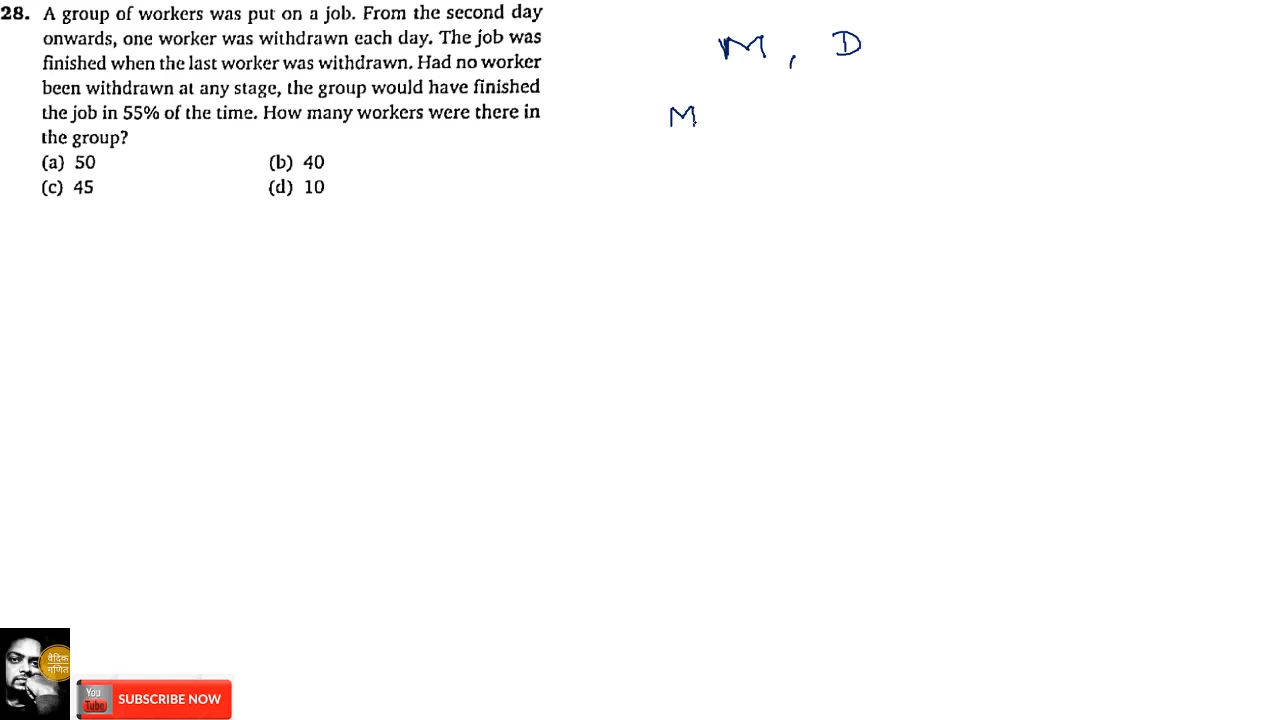 28. A group of workers was put on a job. From the second day
onwards, one worker was withdrawn each day. The job was
finished when the last worker was withdrawn. Had no worker
been withdrawn at any stage, the group would have finished
the job in 55% of the time. How many workers were there in
the group?
(a) 50 (b) 40
(c) 45 (d) 10
M, D
M
वैदिक
गणित
You
Tube
SUBSCRIBE NOW